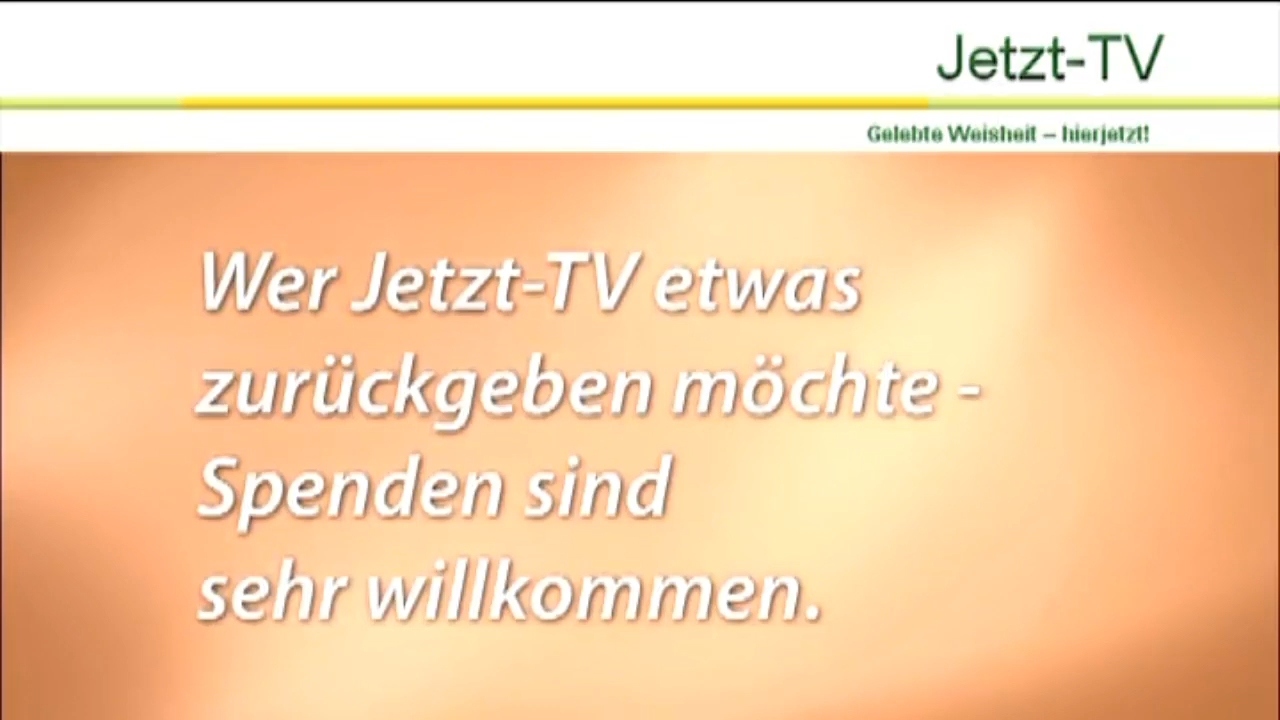 Jetzt-TV
Gelebte Weisheit – hierjetzt!
Wer Jetzt-TV etwas
zurückgeben möchte -
Spenden sind
sehr willkommen.